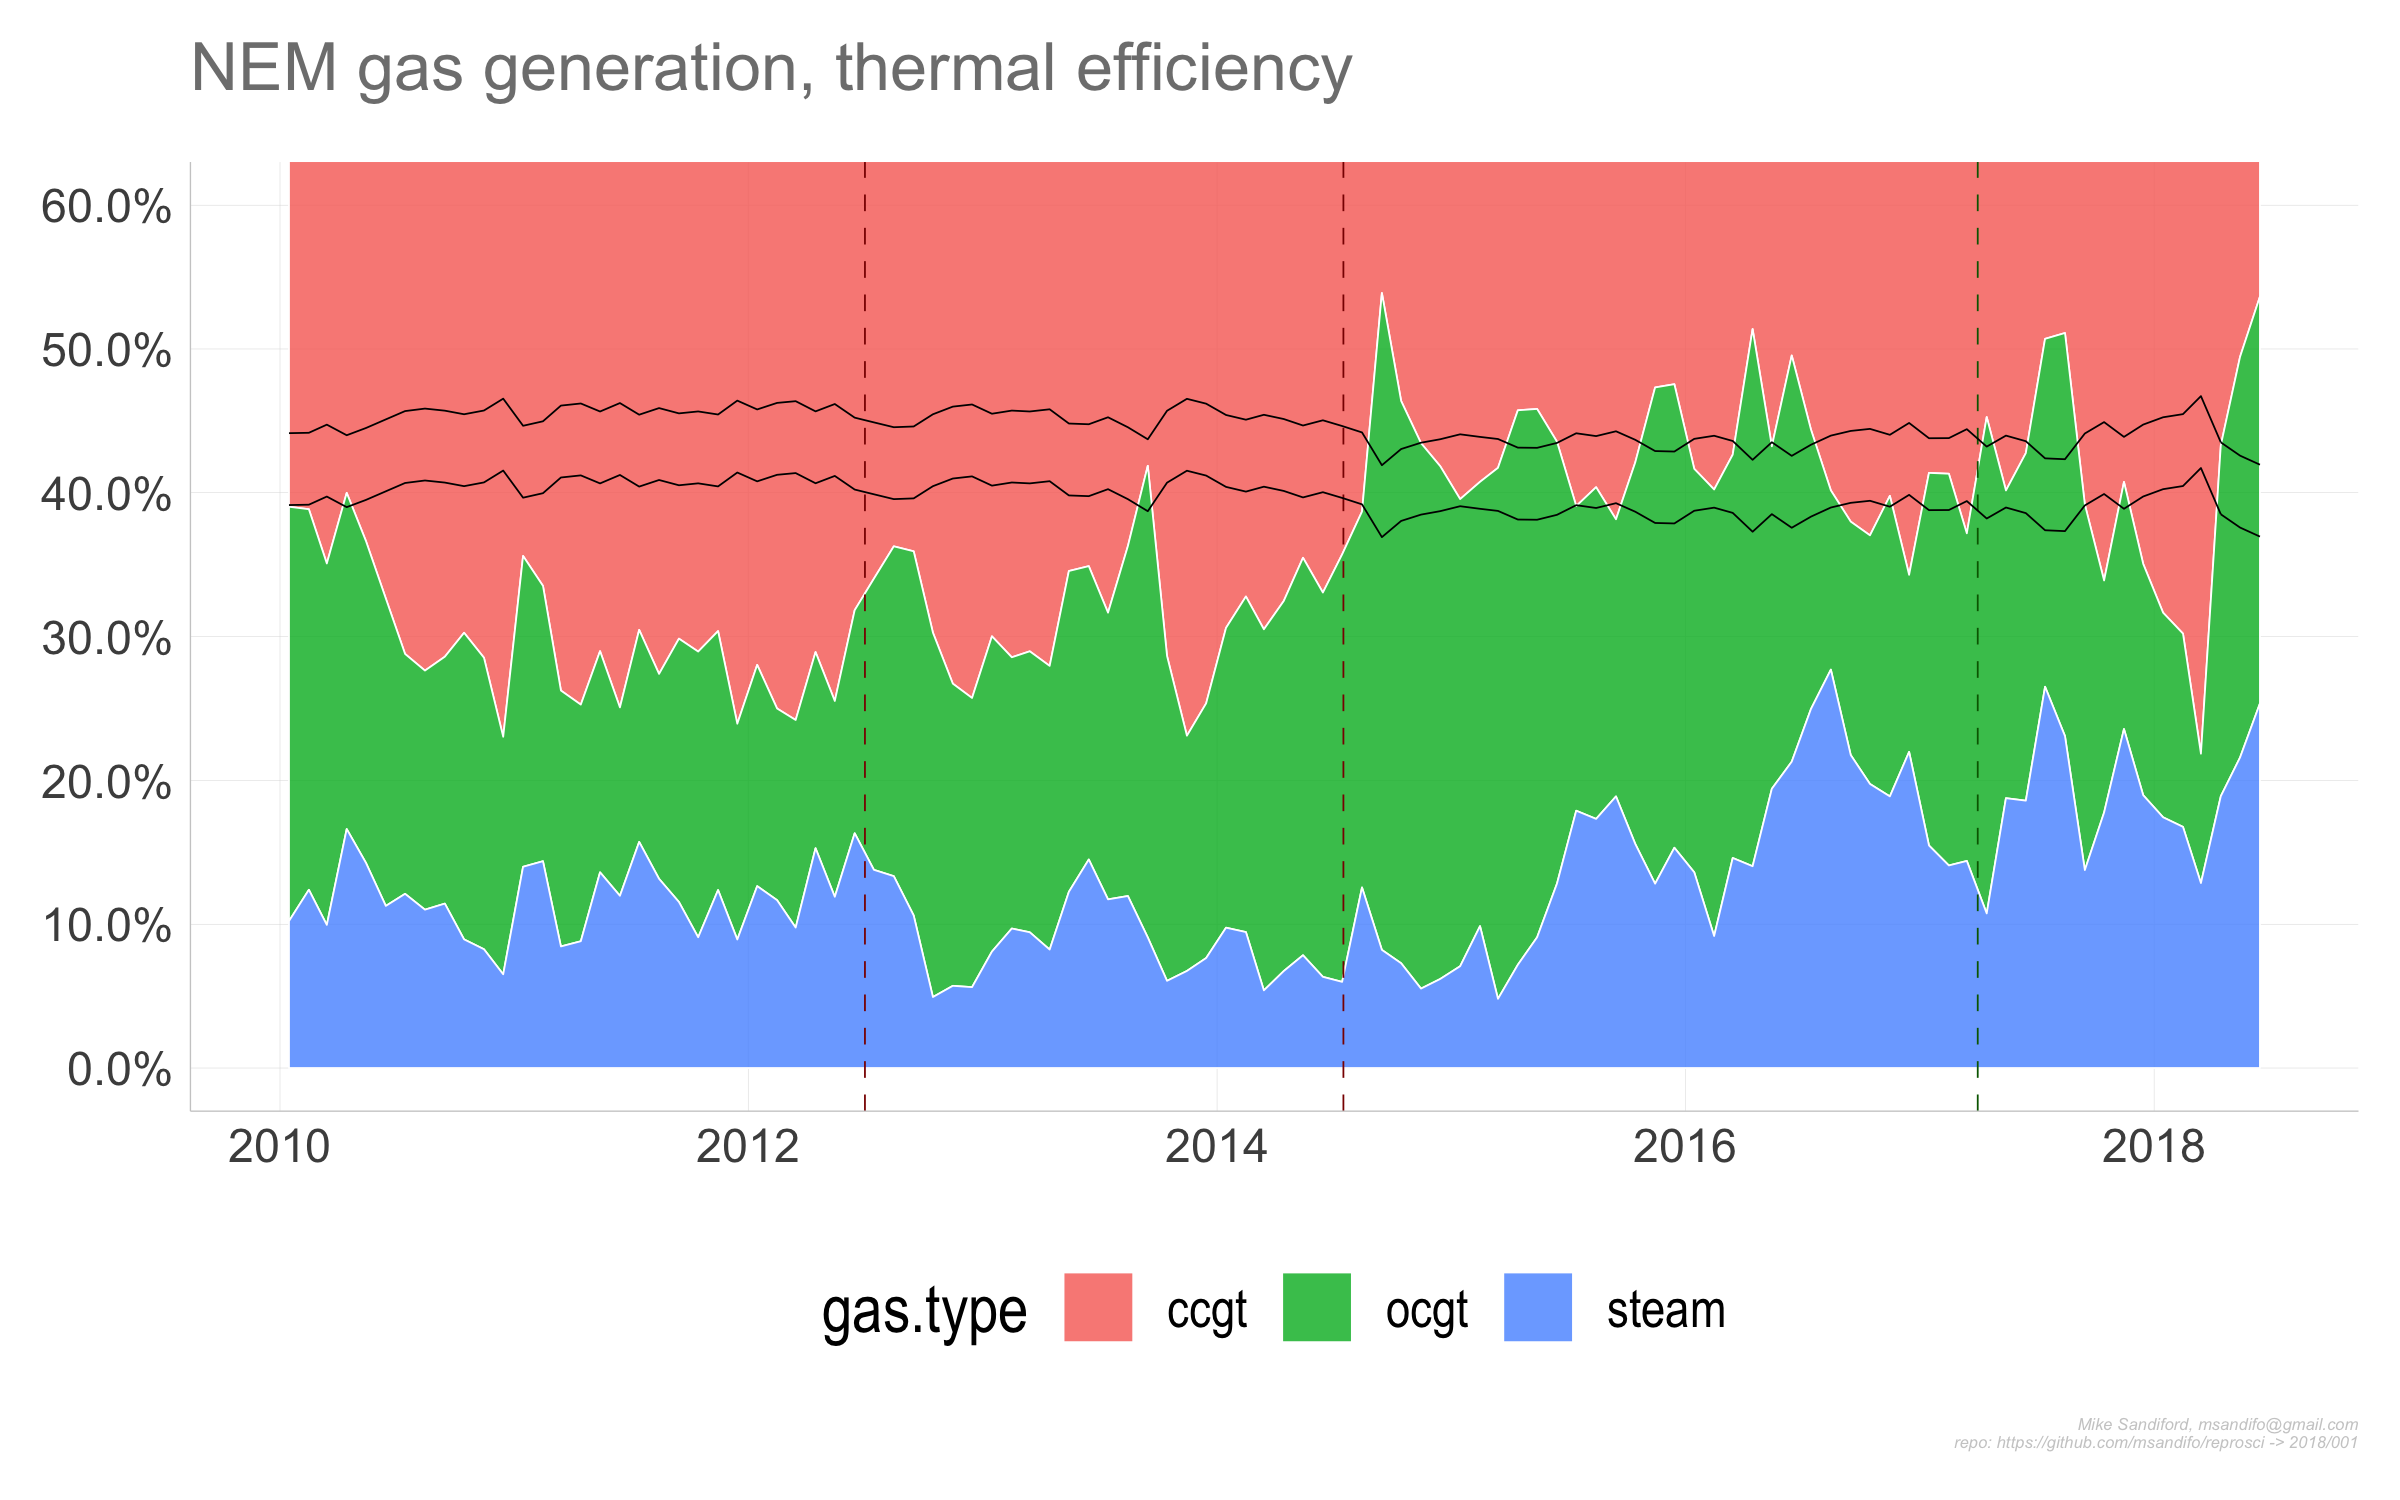 NEM gas generation, thermal efficiency
60.0%
50.0%
40.0%
30.0%
20.0%
10.0%
0.0%
2010 2012 2014 2016 2018
gas.type ccgt ocgt steam
Mike Sandiford, msandifo@gmail.com
repo: https://github.com/msandifo/reprosci -> 2018/001